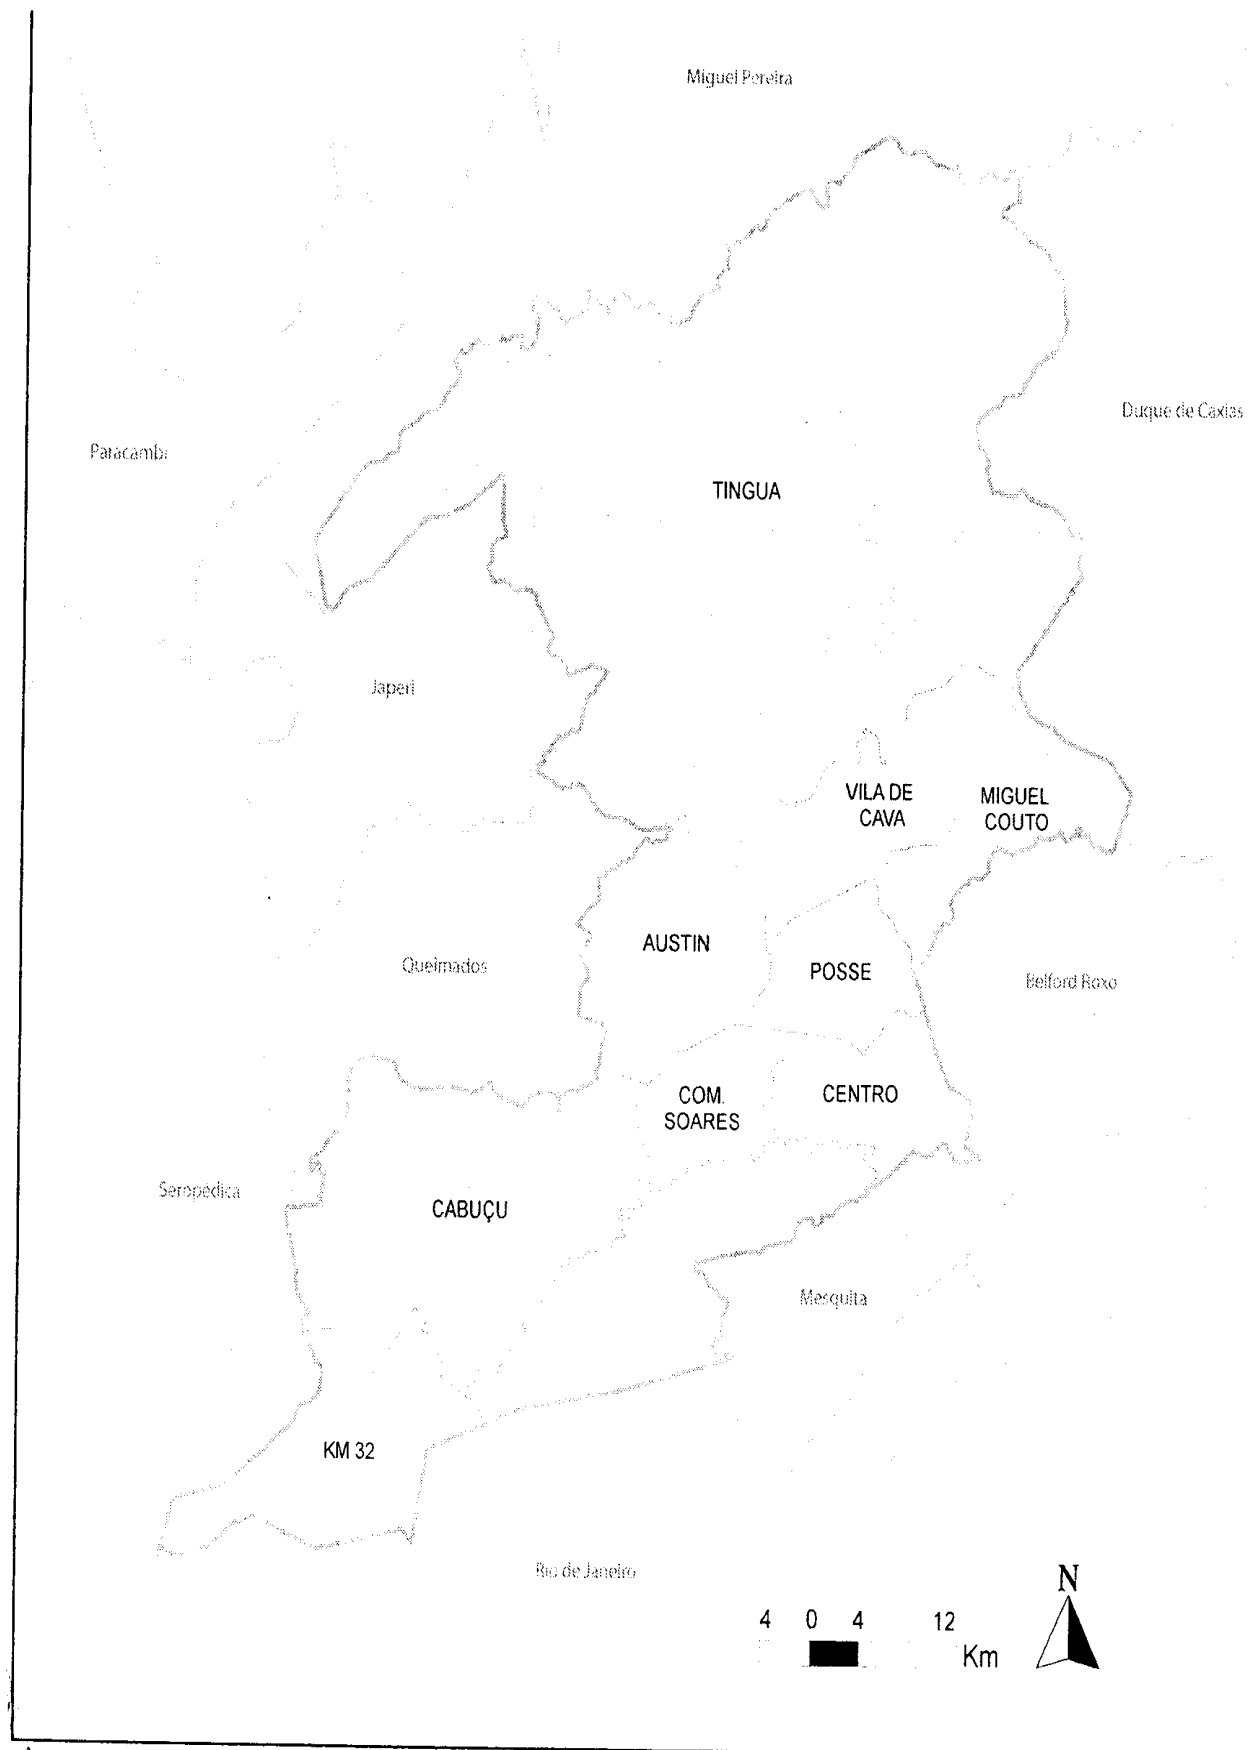 Miguel Pereira
Duque de Caxias
Paracambi
TINGUA
Japeri
VILA DE
CAVA
MIGUEL
COUTO
AUSTIN
Queimados
POSSE
Belford Roxo
COM.
SOARES
CENTRO
Seropédica
CABUÇU
Mesquita
KM 32
Rio de Janeiro
N
4 0 4 12
Km